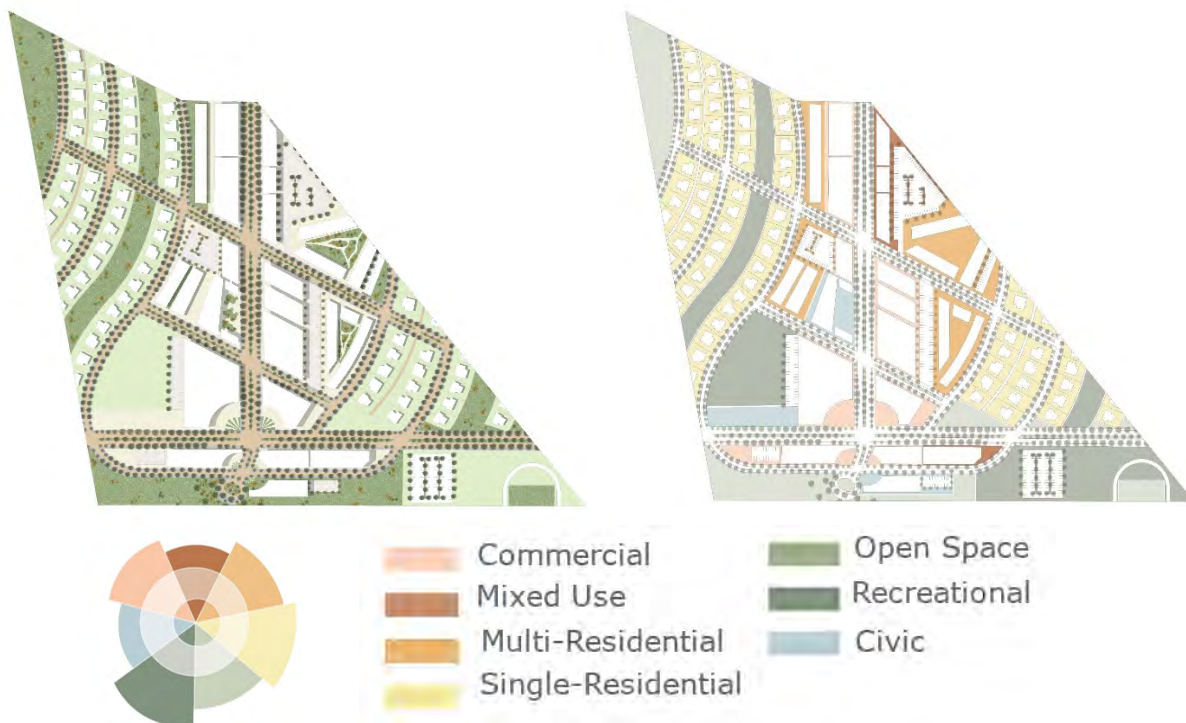 Commercial
Mixed Use
Multi-Residential
Single-Residential
Open Space
Recreational
Civic